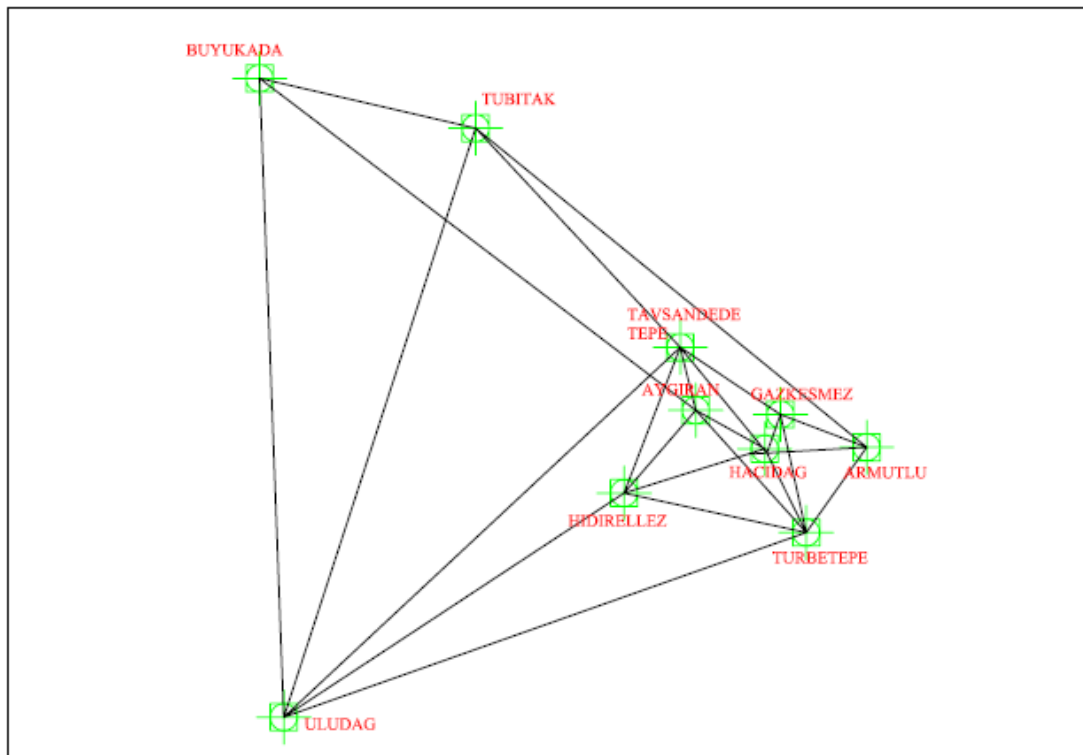 BUYUKADA
TUBITAK
TAVSANDEDE
TEPE
AYGIRAN
GAZKESMEZ
HACIDAG
ARMUTLU
HIDIRELLEZ
TURBETEPE
ULUDAG